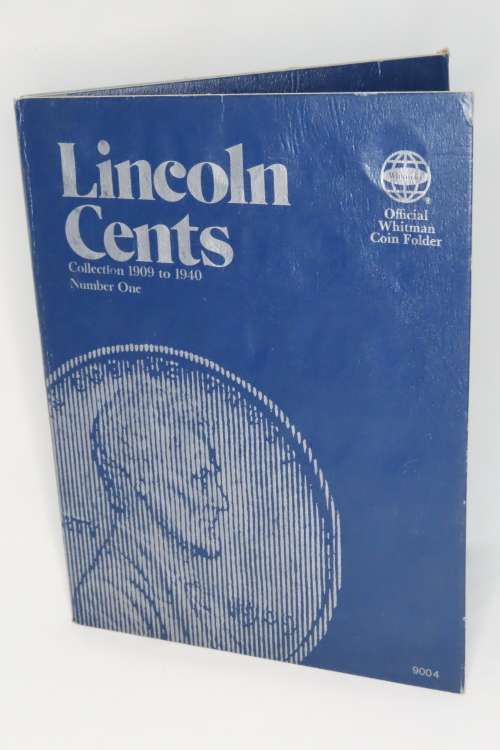 Lincoln
Cents
Collection 1909 to 1940
Number One
WHITMAN
®
Official
Whitman
Coin Folder
9004